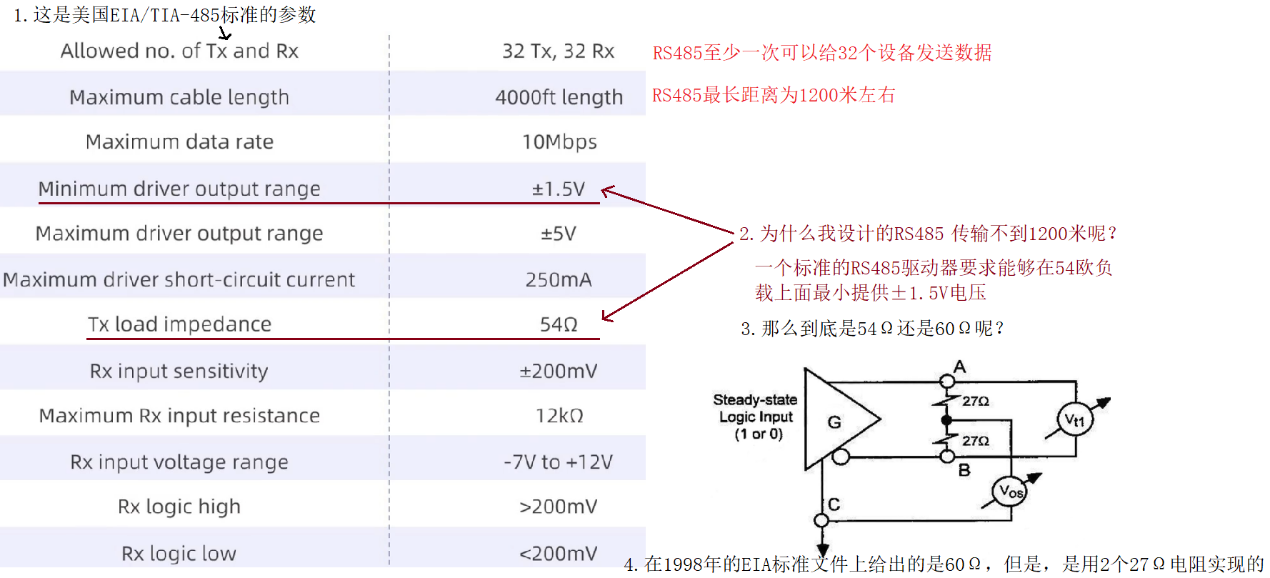 1.这是美国EIA/TIA-485标准的参数
Allowed no. of Tx and Rx 32 Tx, 32 Rx RS485至少一次可以给32个设备发送数据
Maximum cable length 4000ft length RS485最长距离为1200米左右
Maximum data rate 10Mbps
Minimum driver output range ±1.5V
Maximum driver output range ±5V
2.为什么我设计的RS485 传输不到1200米呢?
一个标准的RS485驱动器要求能够在54欧负
载上面最小提供±1.5V电压
Maximum driver short-circuit current 250mA
Tx load impedance 54Ω
3.那么到底是54Ω还是60Ω呢?
Rx input sensitivity ±200mV
Maximum Rx input resistance 12kΩ
Rx input voltage range -7V to +12V
Rx logic high >200mV
Rx logic low <200mV
Steady-state
Logic Input
(1 or 0)
G
A
27Ω
27Ω
B
Vt1
Vos
C
4.在1998年的EIA标准文件上给出的是60Ω,但是,是用2个27Ω电阻实现的